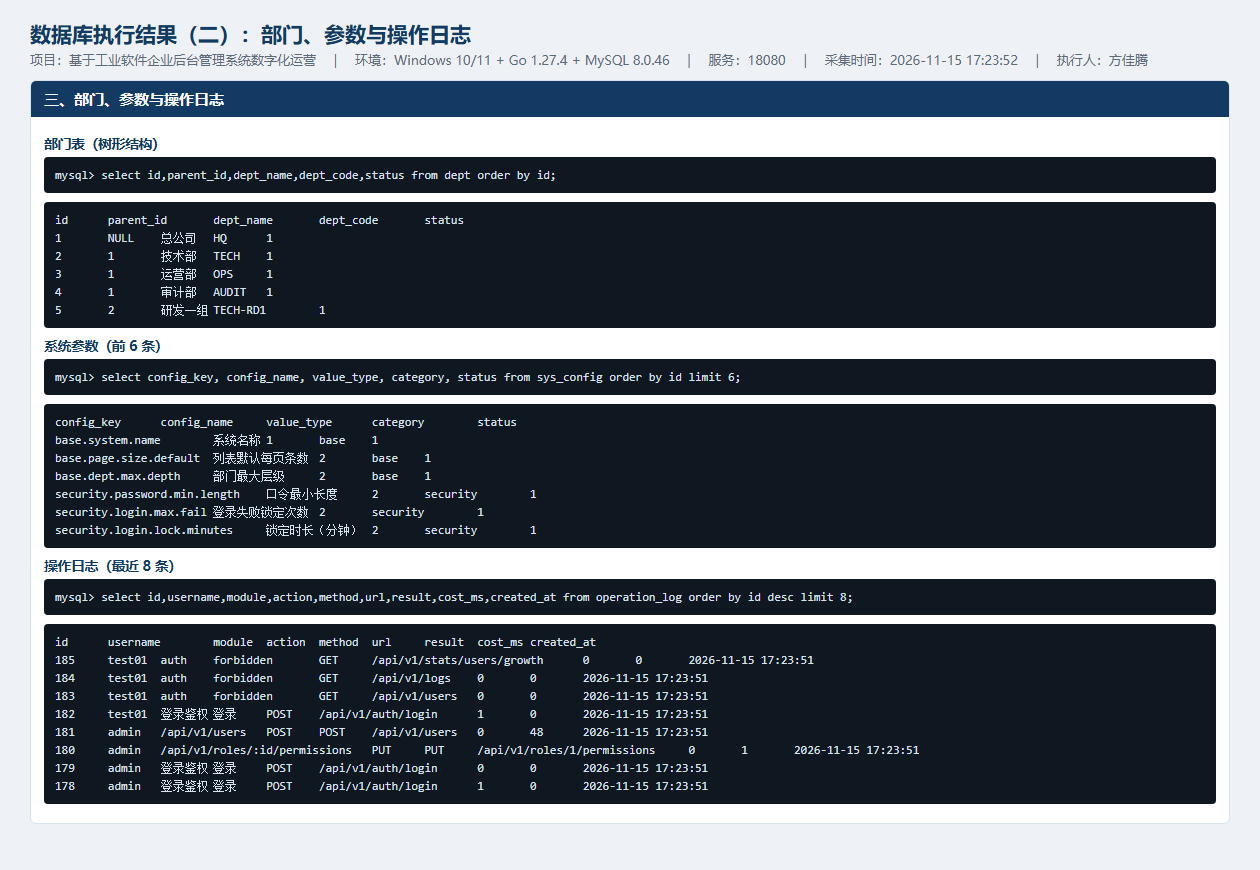 数据库执行结果（二）：部门、参数与操作日志
项目：基于工业软件企业后台管理系统数字化运营 | 环境：Windows 10/11 + Go 1.27.4 + MySQL 8.0.46 | 服务：18080 | 采集时间：2026-11-15 17:23:52 | 执行人：方佳腾
三、部门、参数与操作日志
部门表（树形结构）
mysql> select id,parent_id,dept_name,dept_code,status from dept order by id;
id parent_id dept_name dept_code status
1 NULL 总公司 HQ 1
2 1 技术部 TECH 1
3 1 运营部 OPS 1
4 1 审计部 AUDIT 1
5 2 研发一组 TECH-RD1 1
系统参数（前 6 条）
mysql> select config_key, config_name, value_type, category, status from sys_config order by id limit 6;
config_key config_name value_type category status
base.system.name 系统名称 1 base 1
base.page.size.default 列表默认每页条数 2 base 1
base.dept.max.depth 部门最大层级 2 base 1
security.password.min.length 口令最小长度 2 security 1
security.login.max.fail 登录失败锁定次数 2 security 1
security.login.lock.minutes 锁定时长（分钟） 2 security 1
操作日志（最近 8 条）
mysql> select id,username,module,action,method,url,result,cost_ms,created_at from operation_log order by id desc limit 8;
id username module action method url result cost_ms created_at
185 test01 auth forbidden GET /api/v1/stats/users/growth 0 0 2026-11-15 17:23:51
184 test01 auth forbidden GET /api/v1/logs 0 0 2026-11-15 17:23:51
183 test01 auth forbidden GET /api/v1/users 0 0 2026-11-15 17:23:51
182 test01 登录鉴权 登录 POST /api/v1/auth/login 1 0 2026-11-15 17:23:51
181 admin /api/v1/users POST POST /api/v1/users 0 48 2026-11-15 17:23:51
180 admin /api/v1/roles/:id/permissions PUT PUT /api/v1/roles/1/permissions 0 1 2026-11-15 17:23:51
179 admin 登录鉴权 登录 POST /api/v1/auth/login 0 0 2026-11-15 17:23:51
178 admin 登录鉴权 登录 POST /api/v1/auth/login 1 0 2026-11-15 17:23:51